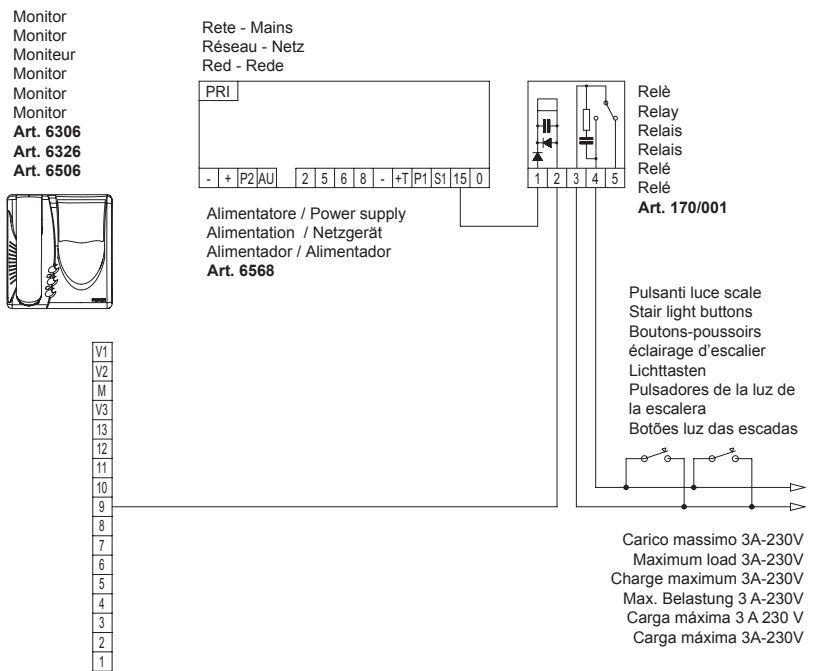 Monitor
Monitor
Moniteur
Monitor
Monitor
Monitor
Art. 6306
Art. 6326
Art. 6506
Rete - Mains
Réseau - Netz
Red - Rede
PRI
- + P2 AU 2 5 6 8 - +T P1 S1 15 0
Alimentatore / Power supply
Alimentation / Netzgerät
Alimentador / Alimentador
Art. 6568
1 2 3 4 5
Relè
Relay
Relais
Relais
Relé
Relé
Art. 170/001
Pulsanti luce scale
Stair light buttons
Boutons-poussoirs
éclairage d'escalier
Lichttasten
Pulsadores de la luz de
la escalera
Botões luz das escadas
V1
V2
M
V3
13
12
11
10
9
8
7
6
5
4
3
2
1
Carico massimo 3A-230V
Maximum load 3A-230V
Charge maximum 3A-230V
Max. Belastung 3 A-230V
Carga máxima 3 A 230 V
Carga máxima 3A-230V